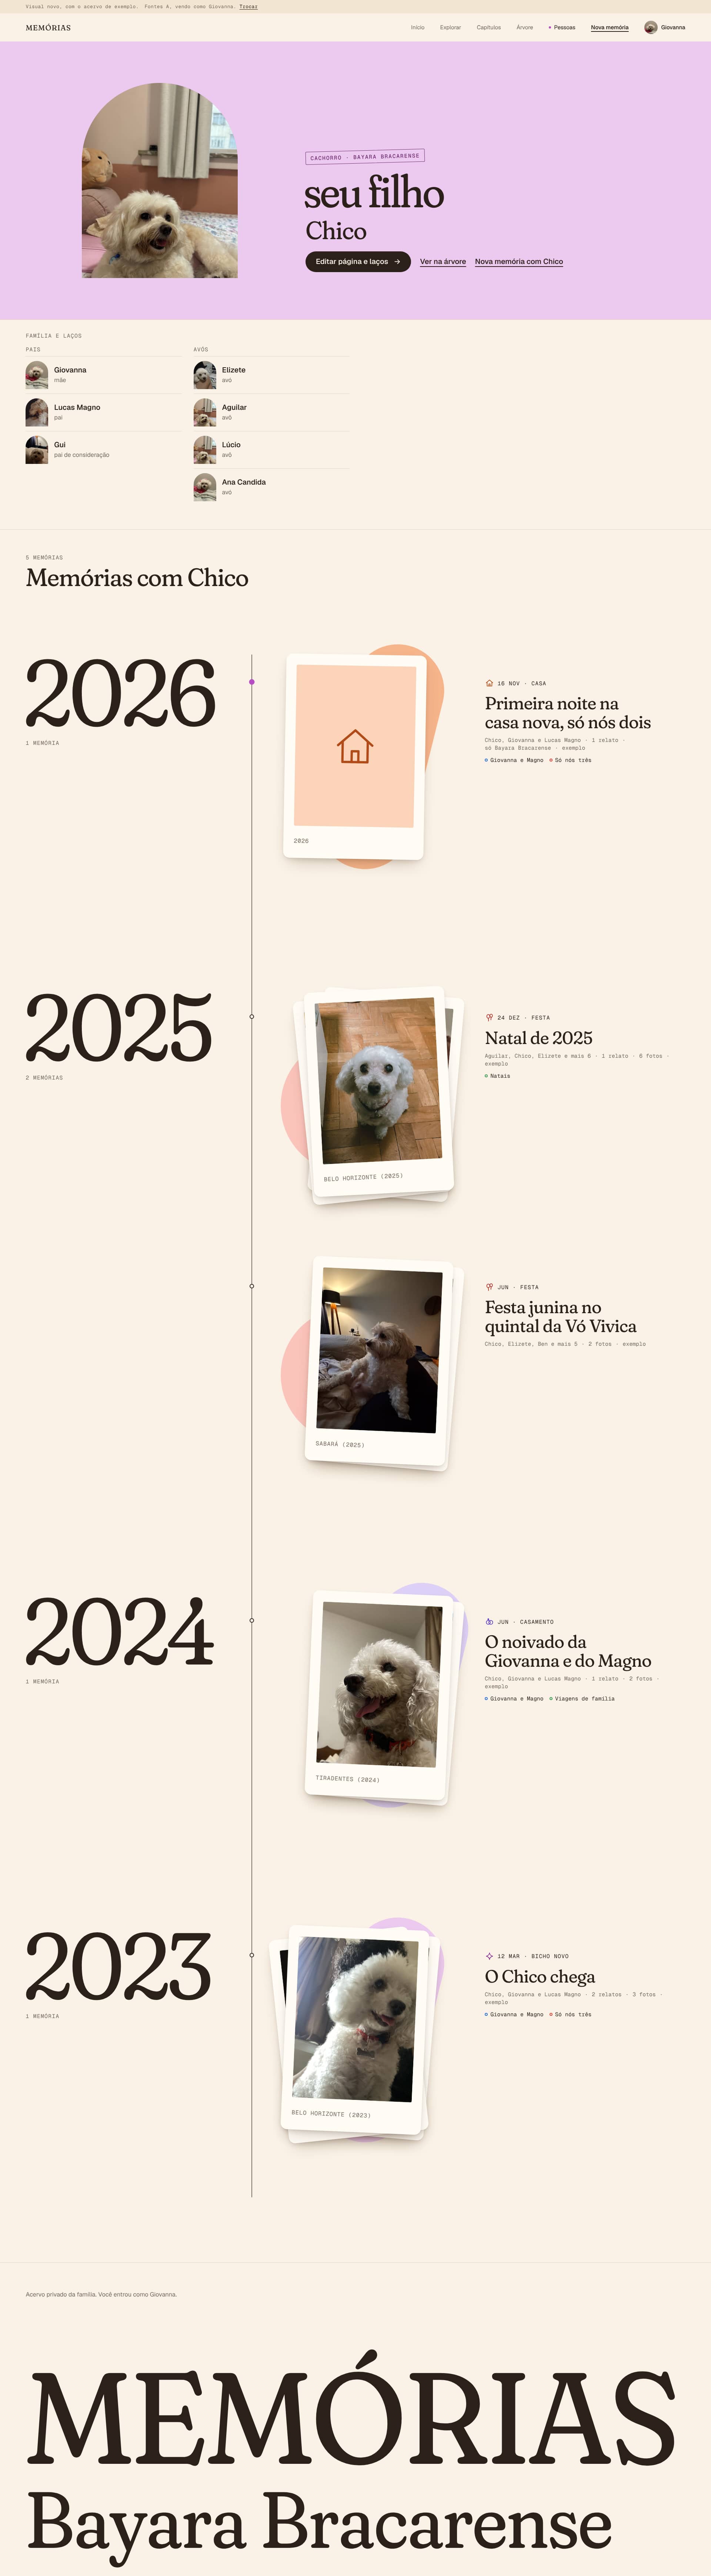 Visual novo, com o acervo de exemplo. Fontes A, vendo como Giovanna. Trocar
MEMÓRIAS
Início Explorar Capítulos Árvore Pessoas Nova memória Giovanna
CACHORRO · BAYARA BRACARENSE
seu filho
Chico
Editar página e laços → Ver na árvore Nova memória com Chico
FAMÍLIA E LAÇOS
PAIS
Giovanna
mãe
Lucas Magno
pai
Gui
pai de consideração
AVÓS
Elizete
avó
Aguilar
avô
Lúcio
avô
Ana Candida
avó
5 MEMÓRIAS
Memórias com Chico
2026
1 MEMÓRIA
2026
16 NOV · CASA
Primeira noite na
casa nova, só nós dois
Chico, Giovanna e Lucas Magno · 1 relato ·
só Bayara Bracarense · exemplo
Giovanna e Magno Só nós três
2025
2 MEMÓRIAS
BELO HORIZONTE (2025)
24 DEZ · FESTA
Natal de 2025
Aguilar, Chico, Elizete e mais 6 · 1 relato · 6 fotos ·
exemplo
Natais
SABARÁ (2025)
JUN · FESTA
Festa junina no
quintal da Vó Vivica
Chico, Elizete, Ben e mais 5 · 2 fotos · exemplo
2024
1 MEMÓRIA
TIRADENTES (2024)
JUN · CASAMENTO
O noivado da
Giovanna e do Magno
Chico, Giovanna e Lucas Magno · 1 relato · 2 fotos ·
exemplo
Giovanna e Magno Viagens de família
2023
1 MEMÓRIA
BELO HORIZONTE (2023)
12 MAR · BICHO NOVO
O Chico chega
Chico, Giovanna e Lucas Magno · 2 relatos · 3 fotos ·
exemplo
Giovanna e Magno Só nós três
Acervo privado da família. Você entrou como Giovanna.
MEMÓRIAS
Bayara Bracarense